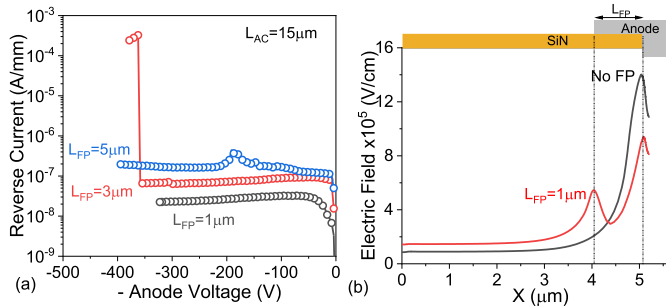 10⁻³
10⁻⁴
10⁻⁵
10⁻⁶
10⁻⁷
10⁻⁸
10⁻⁹
Reverse Current (A/mm)
L_AC=15μm
L_FP=5μm
L_FP=3μm
L_FP=1μm
-500 -400 -300 -200 -100 0
- Anode Voltage (V)
(a)
L_FP
Anode
SiN
No FP
L_FP=1μm
16
12
8
4
0
Electric Field x10⁵ (V/cm)
0 1 2 3 4 5
X (μm)
(b)